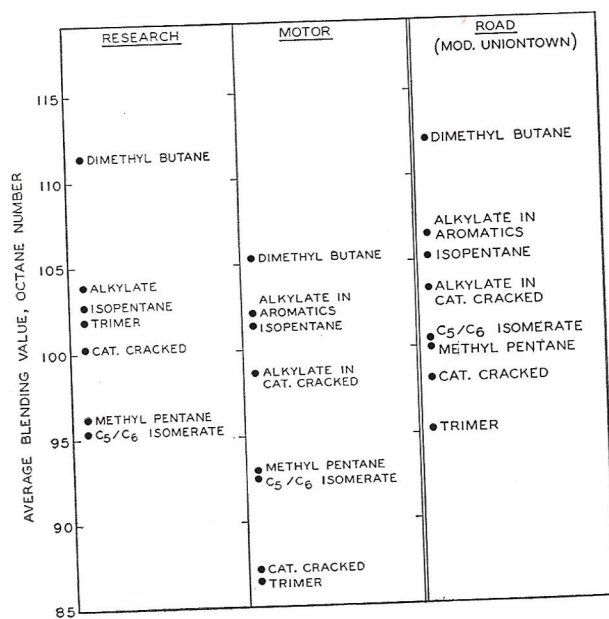 RESEARCH
MOTOR
ROAD
(MOD. UNIONTOWN)
AVERAGE BLENDING VALUE, OCTANE NUMBER
115
110
105
100
95
90
85
DIMETHYL BUTANE
ALKYLATE
ISOPENTANE
TRIMER
CAT. CRACKED
METHYL PENTANE
C₅/C₆ ISOMERATE
DIMETHYL BUTANE
ALKYLATE IN
AROMATICS
ISOPENTANE
ALKYLATE IN
CAT. CRACKED
METHYL PENTANE
C₅/C₆ ISOMERATE
CAT. CRACKED
TRIMER
DIMETHYL BUTANE
ALKYLATE IN
AROMATICS
ISOPENTANE
ALKYLATE IN
CAT. CRACKED
C₅/C₆ ISOMERATE
METHYL PENTANE
CAT. CRACKED
TRIMER